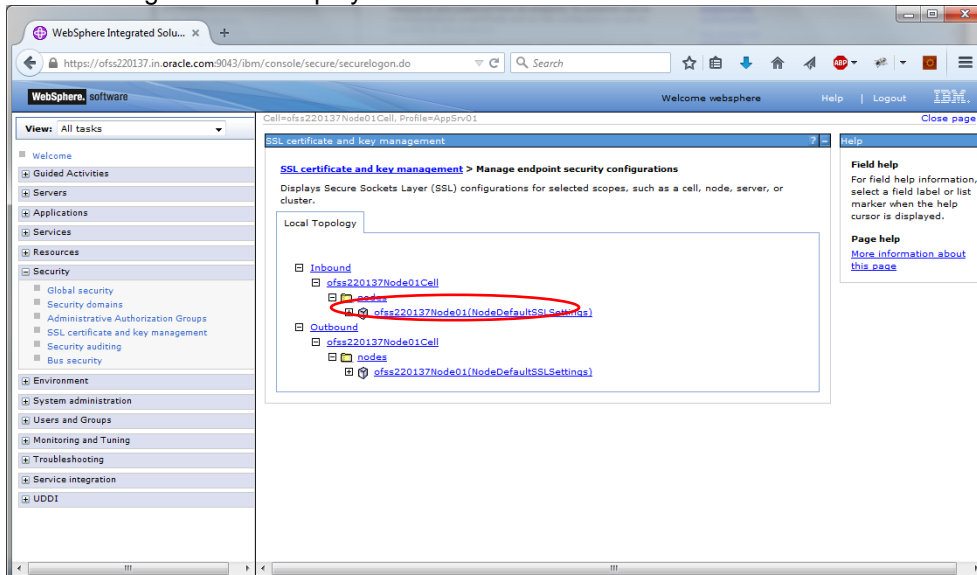 WebSphere Integrated Solu... × +
https://ofss220137.in.oracle.com:9043/ibm/console/secure/securelogon.do
Search
ABP
WebSphere. software
Welcome websphere
Help | Logout
IBM.
View: All tasks
Cell=ofss220137Node01Cell, Profile=AppSrv01
Close page
Welcome
Guided Activities
Servers
Applications
Services
Resources
Security
Global security
Security domains
Administrative Authorization Groups
SSL certificate and key management
Security auditing
Bus security
Environment
System administration
Users and Groups
Monitoring and Tuning
Troubleshooting
Service integration
UDDI
SSL certificate and key management
? -
SSL certificate and key management > Manage endpoint security configurations
Displays Secure Sockets Layer (SSL) configurations for selected scopes, such as a cell, node, server, or
cluster.
Local Topology
Inbound
ofss220137Node01Cell
nodes
ofss220137Node01(NodeDefaultSSLSettings)
Outbound
ofss220137Node01Cell
nodes
ofss220137Node01(NodeDefaultSSLSettings)
Help
Field help
For field help information,
select a field label or list
marker when the help
cursor is displayed.
Page help
More information about
this page